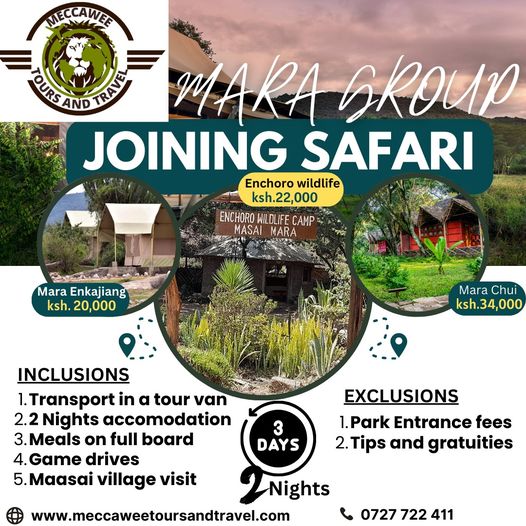 MECCAWEE
TOURS AND TRAVEL
MARA GROUP
JOINING SAFARI
Enchoro wildlife
ksh.22,000
ENCHORO WILDLIFE CAMP
MASAI MARA
Mara Enkajiang
ksh. 20,000
Mara Chui
ksh.34,000
INCLUSIONS
1. Transport in a tour van
2. 2 Nights accomodation
3. Meals on full board
4. Game drives
5. Maasai village visit
EXCLUSIONS
1. Park Entrance fees
2. Tips and gratuities
3
DAYS
2 Nights
www.meccaweetoursandtravel.com
0727 722 411